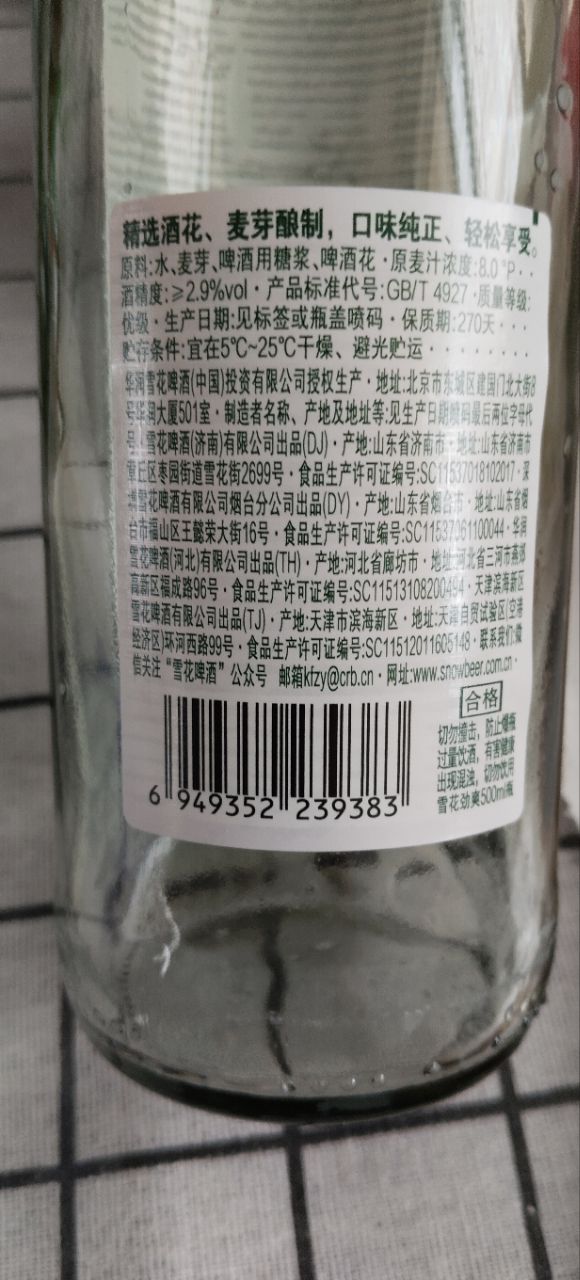 精选酒花、麦芽酿制，口味纯正、轻松享受。
原料:水、麦芽、啤酒用糖浆、啤酒花·原麦汁浓度:8.0°P··
酒精度:≥2.9%vol·产品标准代号:GB/T 4927·质量等级:
优级·生产日期:见标签或瓶盖喷码·保质期:270天····
贮存条件:宜在5℃~25℃干燥、避光贮运········
华润雪花啤酒(中国)投资有限公司授权生产·地址:北京市东城区建国门北大街8
号华润大厦501室·制造者名称、产地及地址等:见生产日期喷码最后两位字母代
号·雪花啤酒(济南)有限公司出品(DJ)·产地:山东省济南市·地址:山东省济南市
章丘区枣园街道雪花街2699号·食品生产许可证编号:SC11537018102017·深
圳雪花啤酒有限公司烟台分公司出品(DY)·产地:山东省烟台市·地址:山东省烟
台市福山区王懿荣大街16号·食品生产许可证编号:SC11537061100044·华润
雪花啤酒(河北)有限公司出品(TH)·产地:河北省廊坊市·地址:河北省三河市燕郊
高新区福成路96号·食品生产许可证编号:SC11513108200494·天津滨海新区
雪花啤酒有限公司出品(TJ)·产地:天津市滨海新区·地址:天津自贸试验区(空港
经济区)环河西路99号·食品生产许可证编号:SC11512011605148·联系我们:微
信关注“雪花啤酒”公众号 邮箱kfzy@crb.cn·网址:www.snowbeer.com.cn·
合格
切勿撞击，防止爆瓶
过量饮酒，有害健康
出现混浊，切勿饮用
雪花劲爽500ml瓶
6 949352 239383